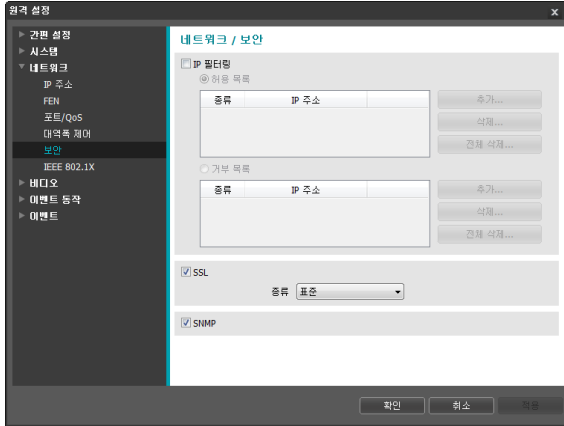 원격 설정
x
간편 설정
시스템
네트워크
IP 주소
FEN
포트/QoS
대역폭 제어
보안
IEEE 802.1X
비디오
이벤트 동작
이벤트
네트워크 / 보안
IP 필터링
허용 목록
종류 IP 주소
추가...
삭제...
전체 삭제...
거부 목록
종류 IP 주소
추가...
삭제...
전체 삭제...
SSL
종류 표준
SNMP
확인 취소 적용